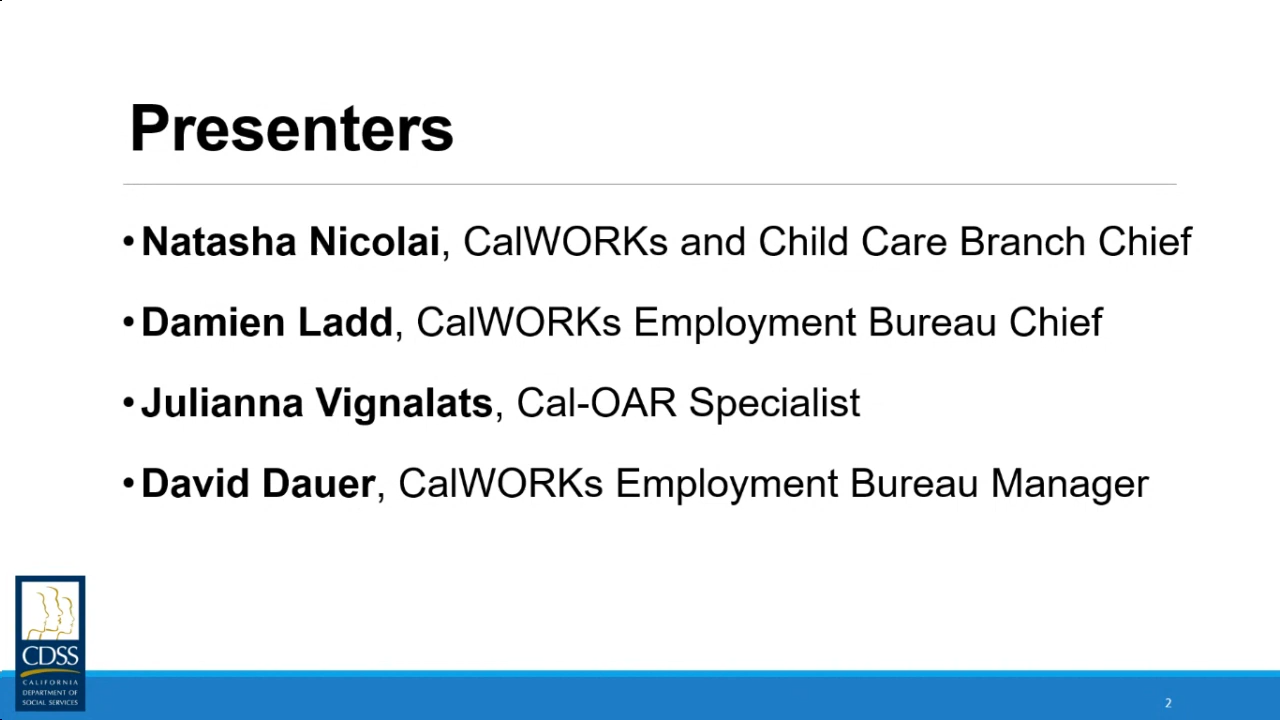 Presenters
• Natasha Nicolai, CalWORKs and Child Care Branch Chief
• Damien Ladd, CalWORKs Employment Bureau Chief
• Julianna Vignalats, Cal-OAR Specialist
• David Dauer, CalWORKs Employment Bureau Manager
CDSS
CALIFORNIA
DEPARTMENT OF
SOCIAL SERVICES
2